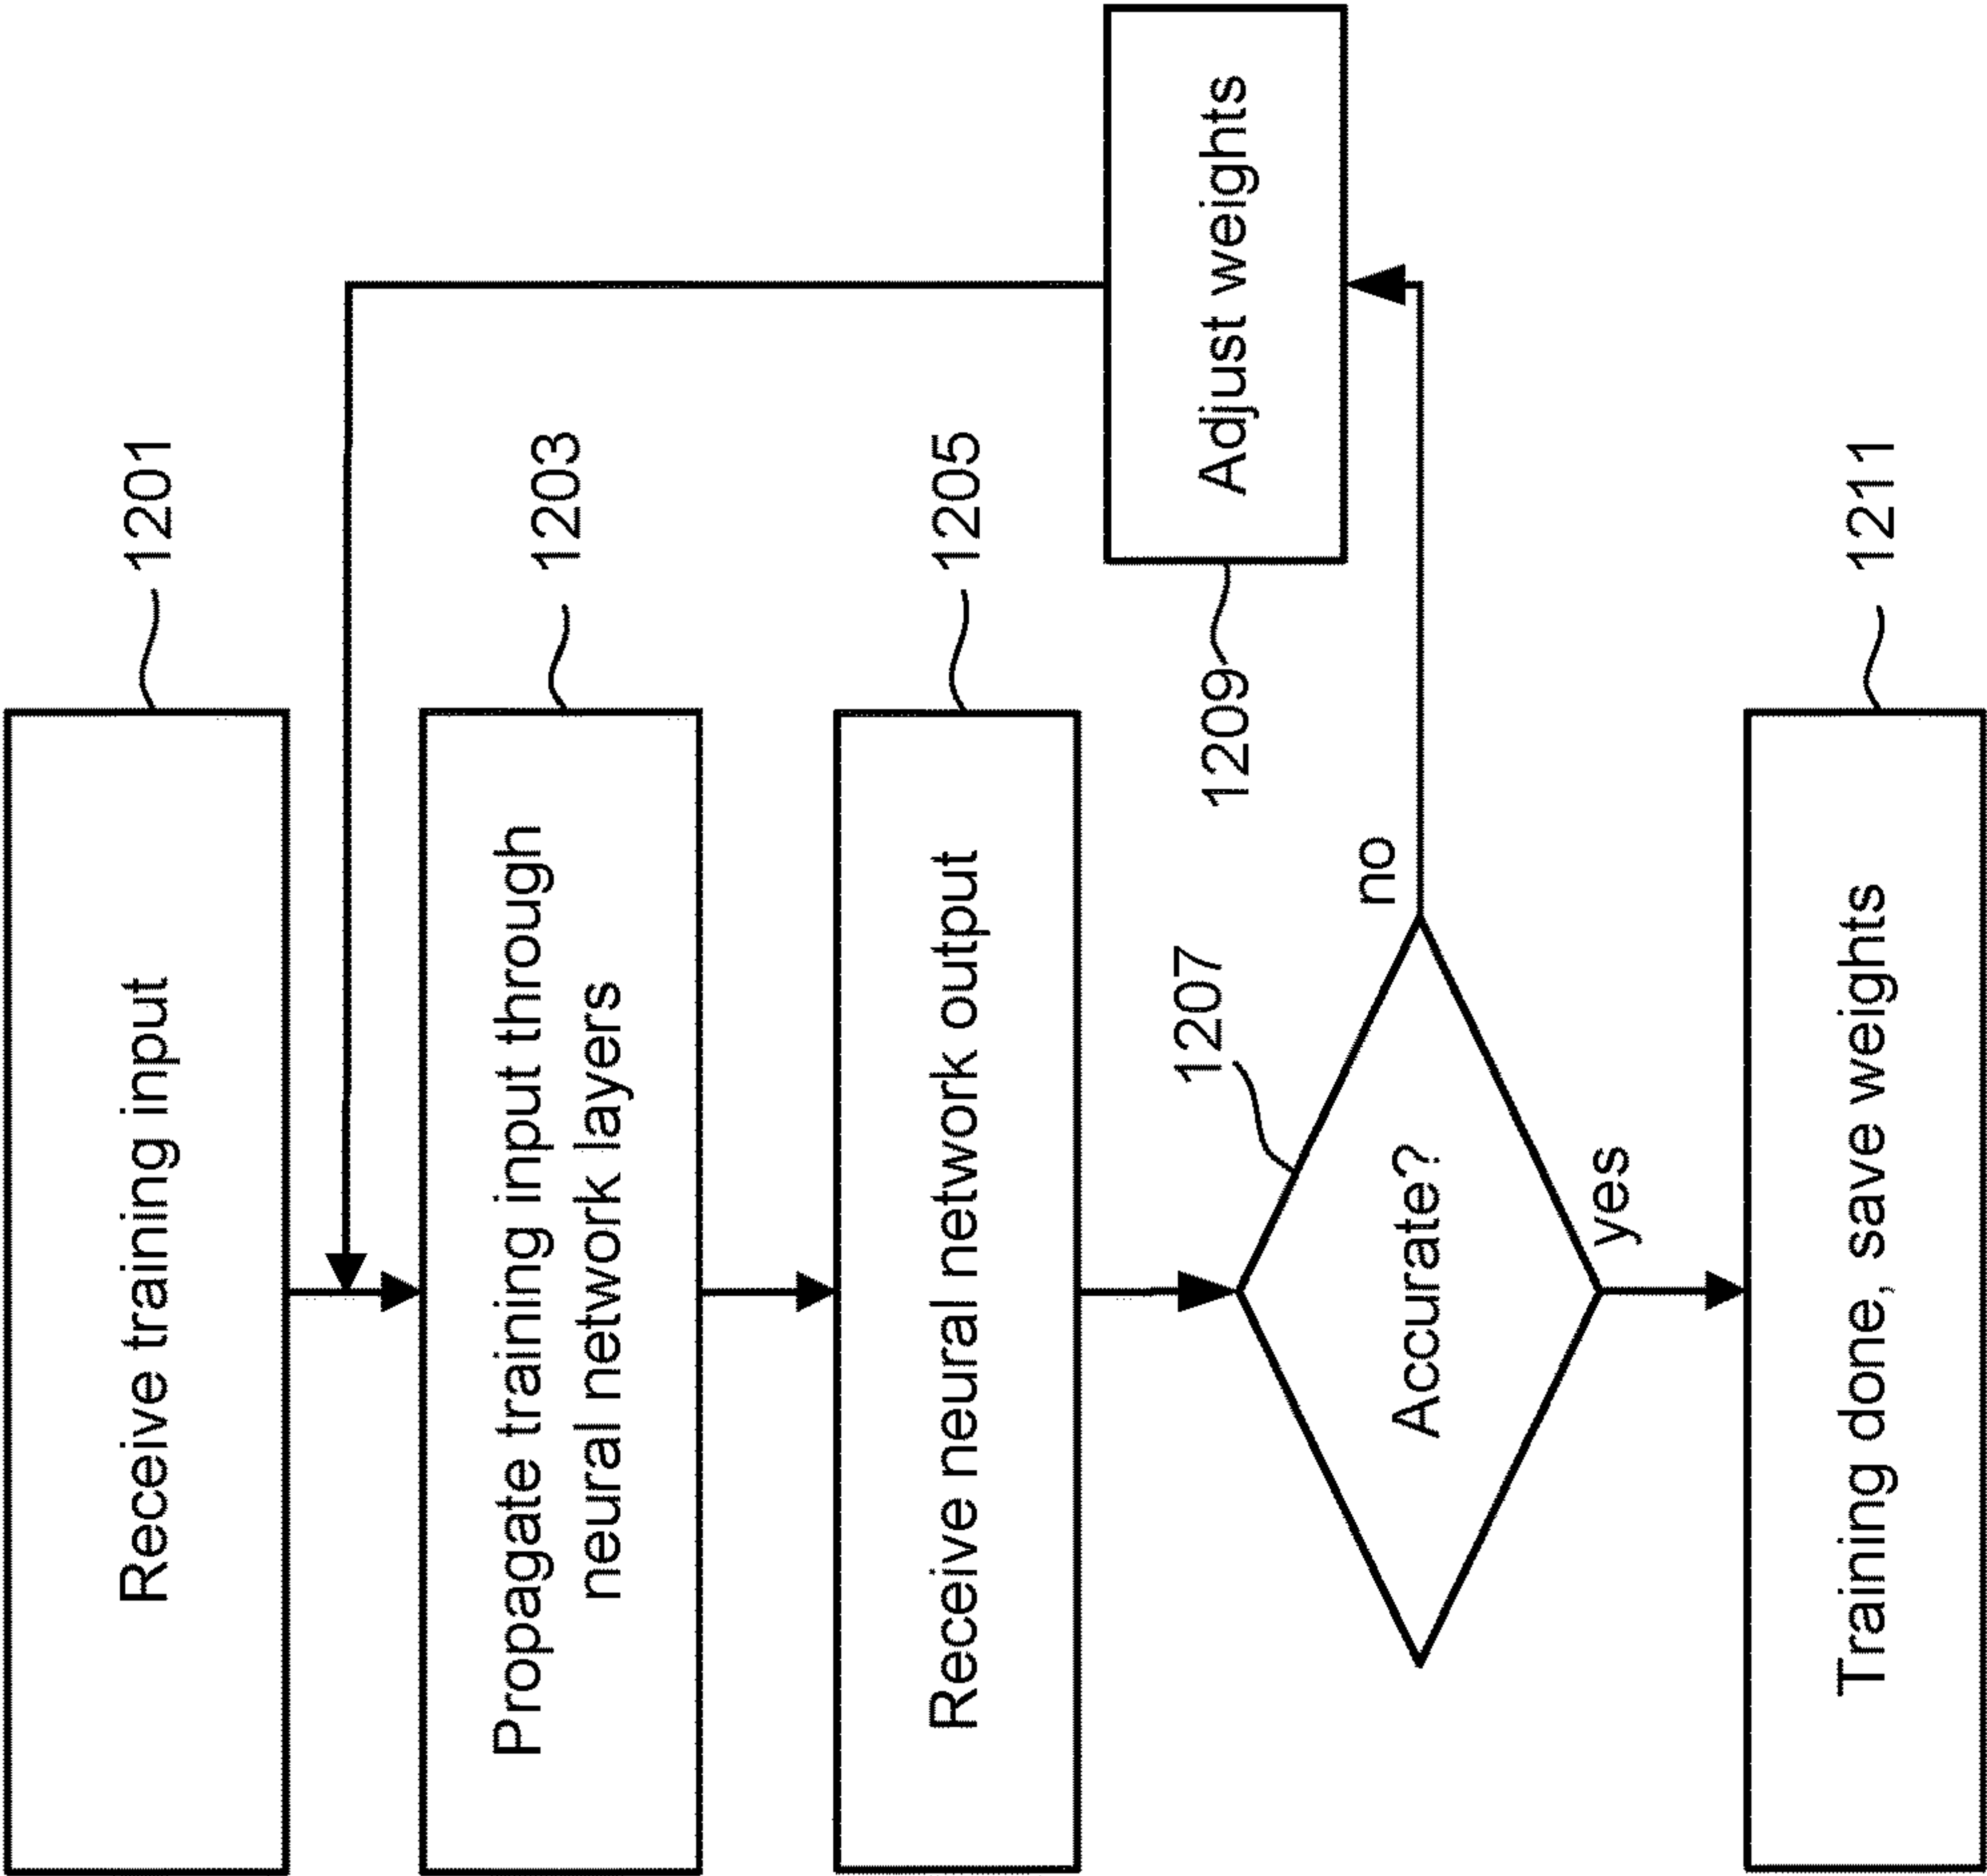 Receive training input
1201
Propagate training input through
neural network layers
1203
Receive neural network output
1205
Accurate?
1207
no
Adjust weights
1209
yes
Training done, save weights
1211